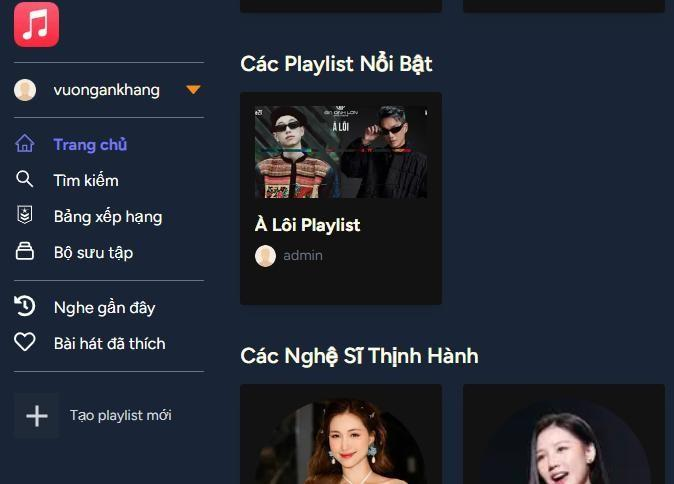 vuongankhang
Trang chủ
Tìm kiếm
Bảng xếp hạng
Bộ sưu tập
Nghe gần đây
Bài hát đã thích
Tạo playlist mới
Các Playlist Nổi Bật
À LÔI
À Lôi Playlist
admin
Các Nghệ Sĩ Thịnh Hành